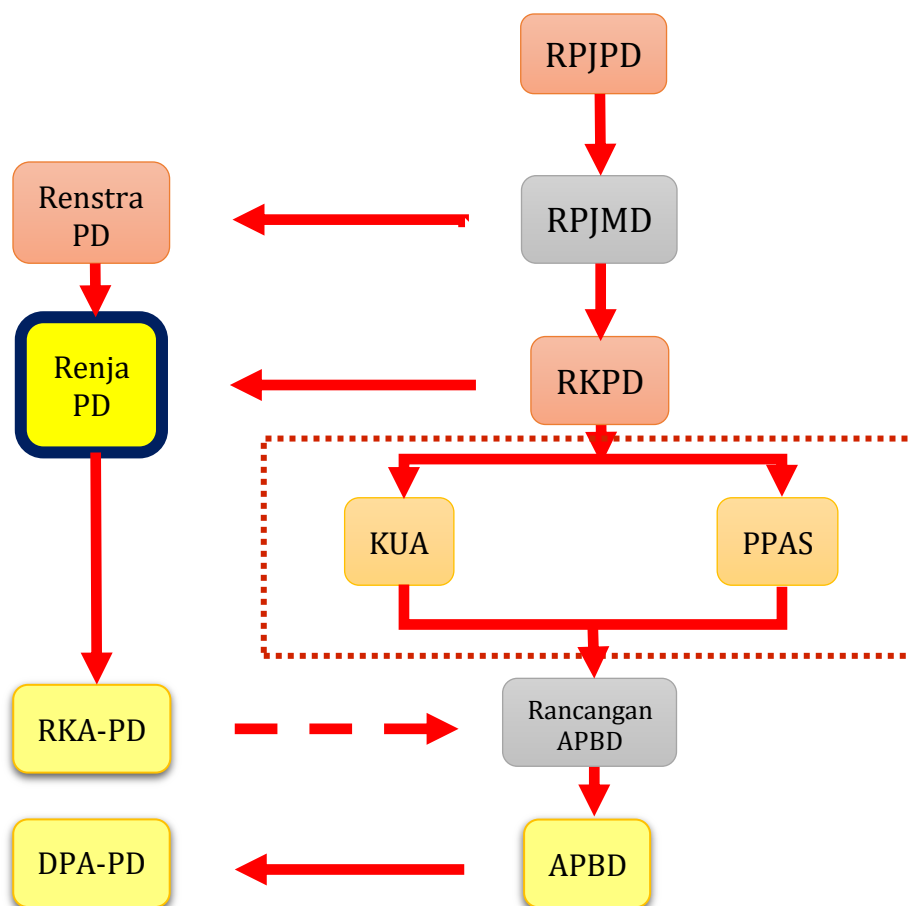 RPJPD
Renstra
PD
RPJMD
Renja
PD
RKPD
KUA
PPAS
RKA-PD
Rancangan
APBD
DPA-PD
APBD